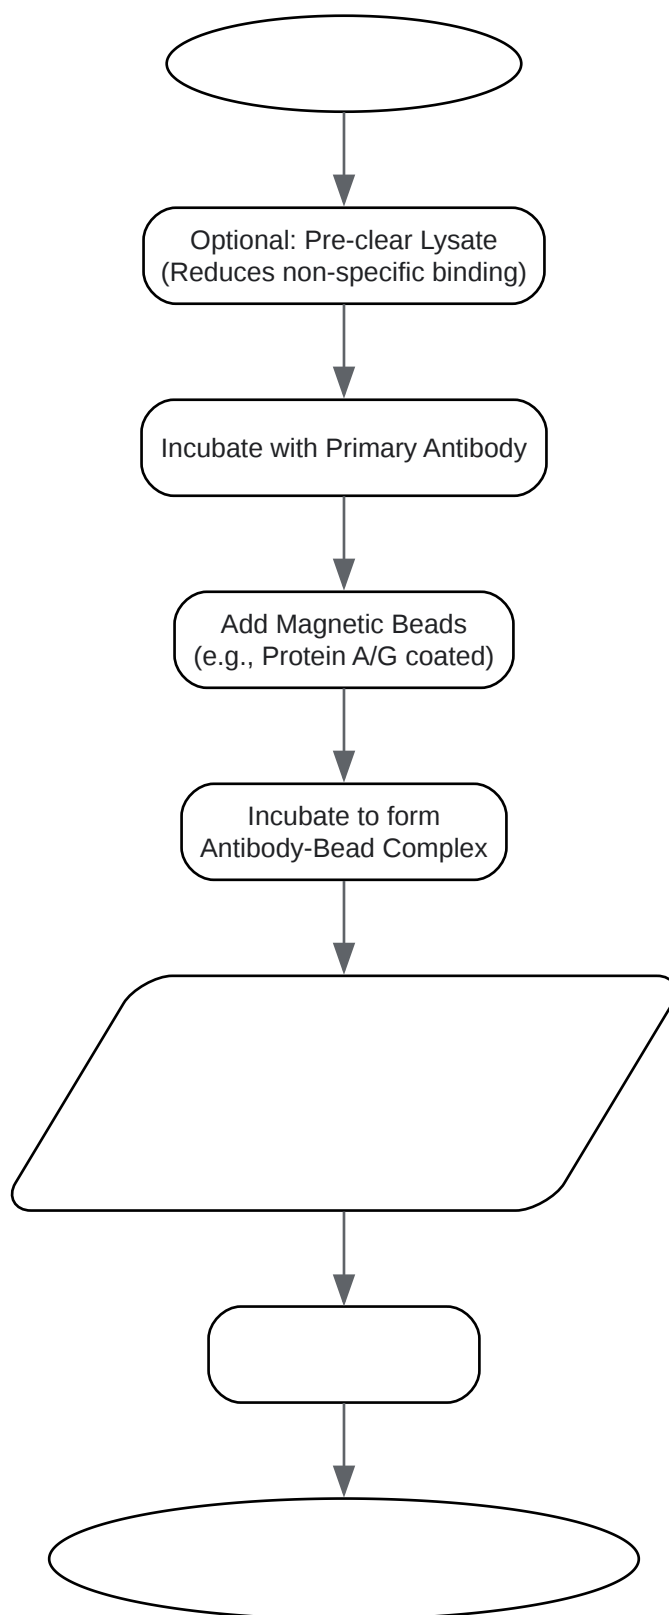 Optional: Pre-clear Lysate
(Reduces non-specific binding)
Incubate with Primary Antibody
Add Magnetic Beads
(e.g., Protein A/G coated)
Incubate to form
Antibody-Bead Complex